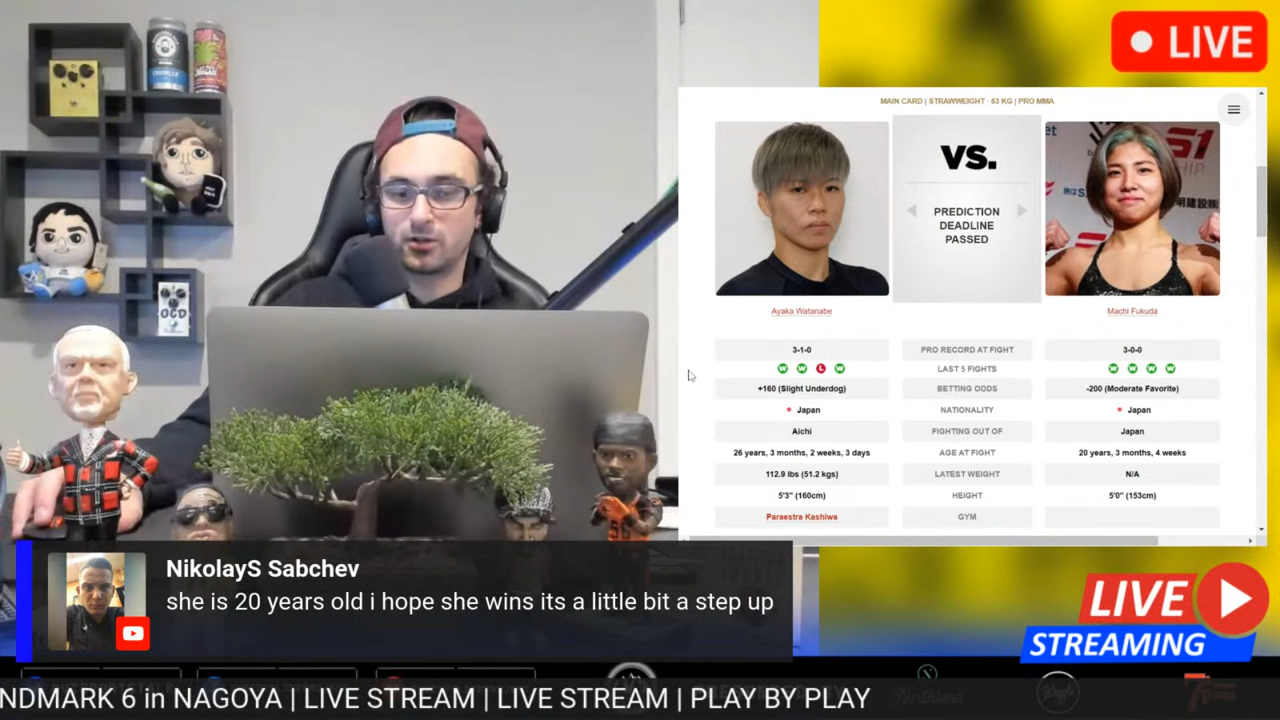 LIVE
MAIN CARD | STRAWWEIGHT · 53 KG | PRO MMA
VS.
PREDICTION
DEADLINE
PASSED
Ayaka Watanabe
Machi Fukuda
3-1-0 PRO RECORD AT FIGHT 3-0-0
W W L W LAST 5 FIGHTS W W W W
+160 (Slight Underdog) BETTING ODDS -200 (Moderate Favorite)
Japan NATIONALITY Japan
Aichi FIGHTING OUT OF Japan
26 years, 3 months, 2 weeks, 3 days AGE AT FIGHT 20 years, 3 months, 4 weeks
112.9 lbs (51.2 kgs) LATEST WEIGHT N/A
5'3" (160cm) HEIGHT 5'0" (153cm)
Paraestra Kashiwa GYM
OCD
NikolayS Sabchev
she is 20 years old i hope she wins its a little bit a step up
LIVE
STREAMING
NDMARK 6 in NAGOYA | LIVE STREAM | LIVE STREAM | PLAY BY PLAY